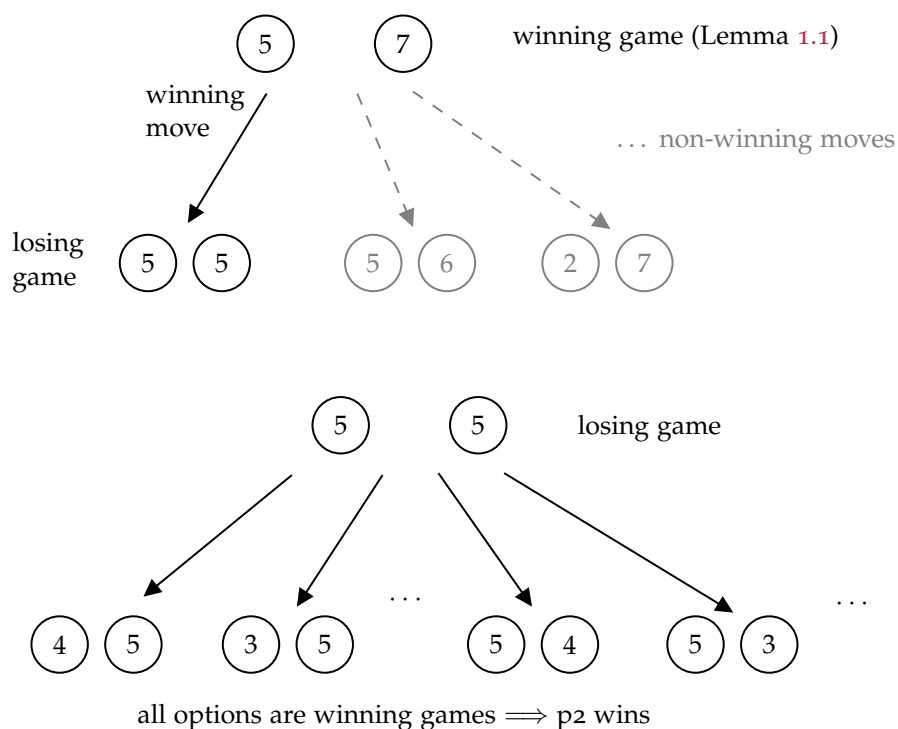 5 7 winning game (Lemma 1.1)
winning
move
... non-winning moves
losing
game
5 5 5 6 2 7
5 5 losing game
... ...
4 5 3 5 5 4 5 3
all options are winning games ⟹ p2 wins